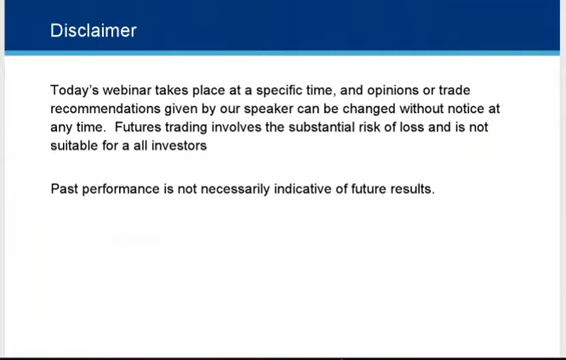 Disclaimer
Today's webinar takes place at a specific time, and opinions or trade
recommendations given by our speaker can be changed without notice at
any time.  Futures trading involves the substantial risk of loss and is not
suitable for a all investors
Past performance is not necessarily indicative of future results.